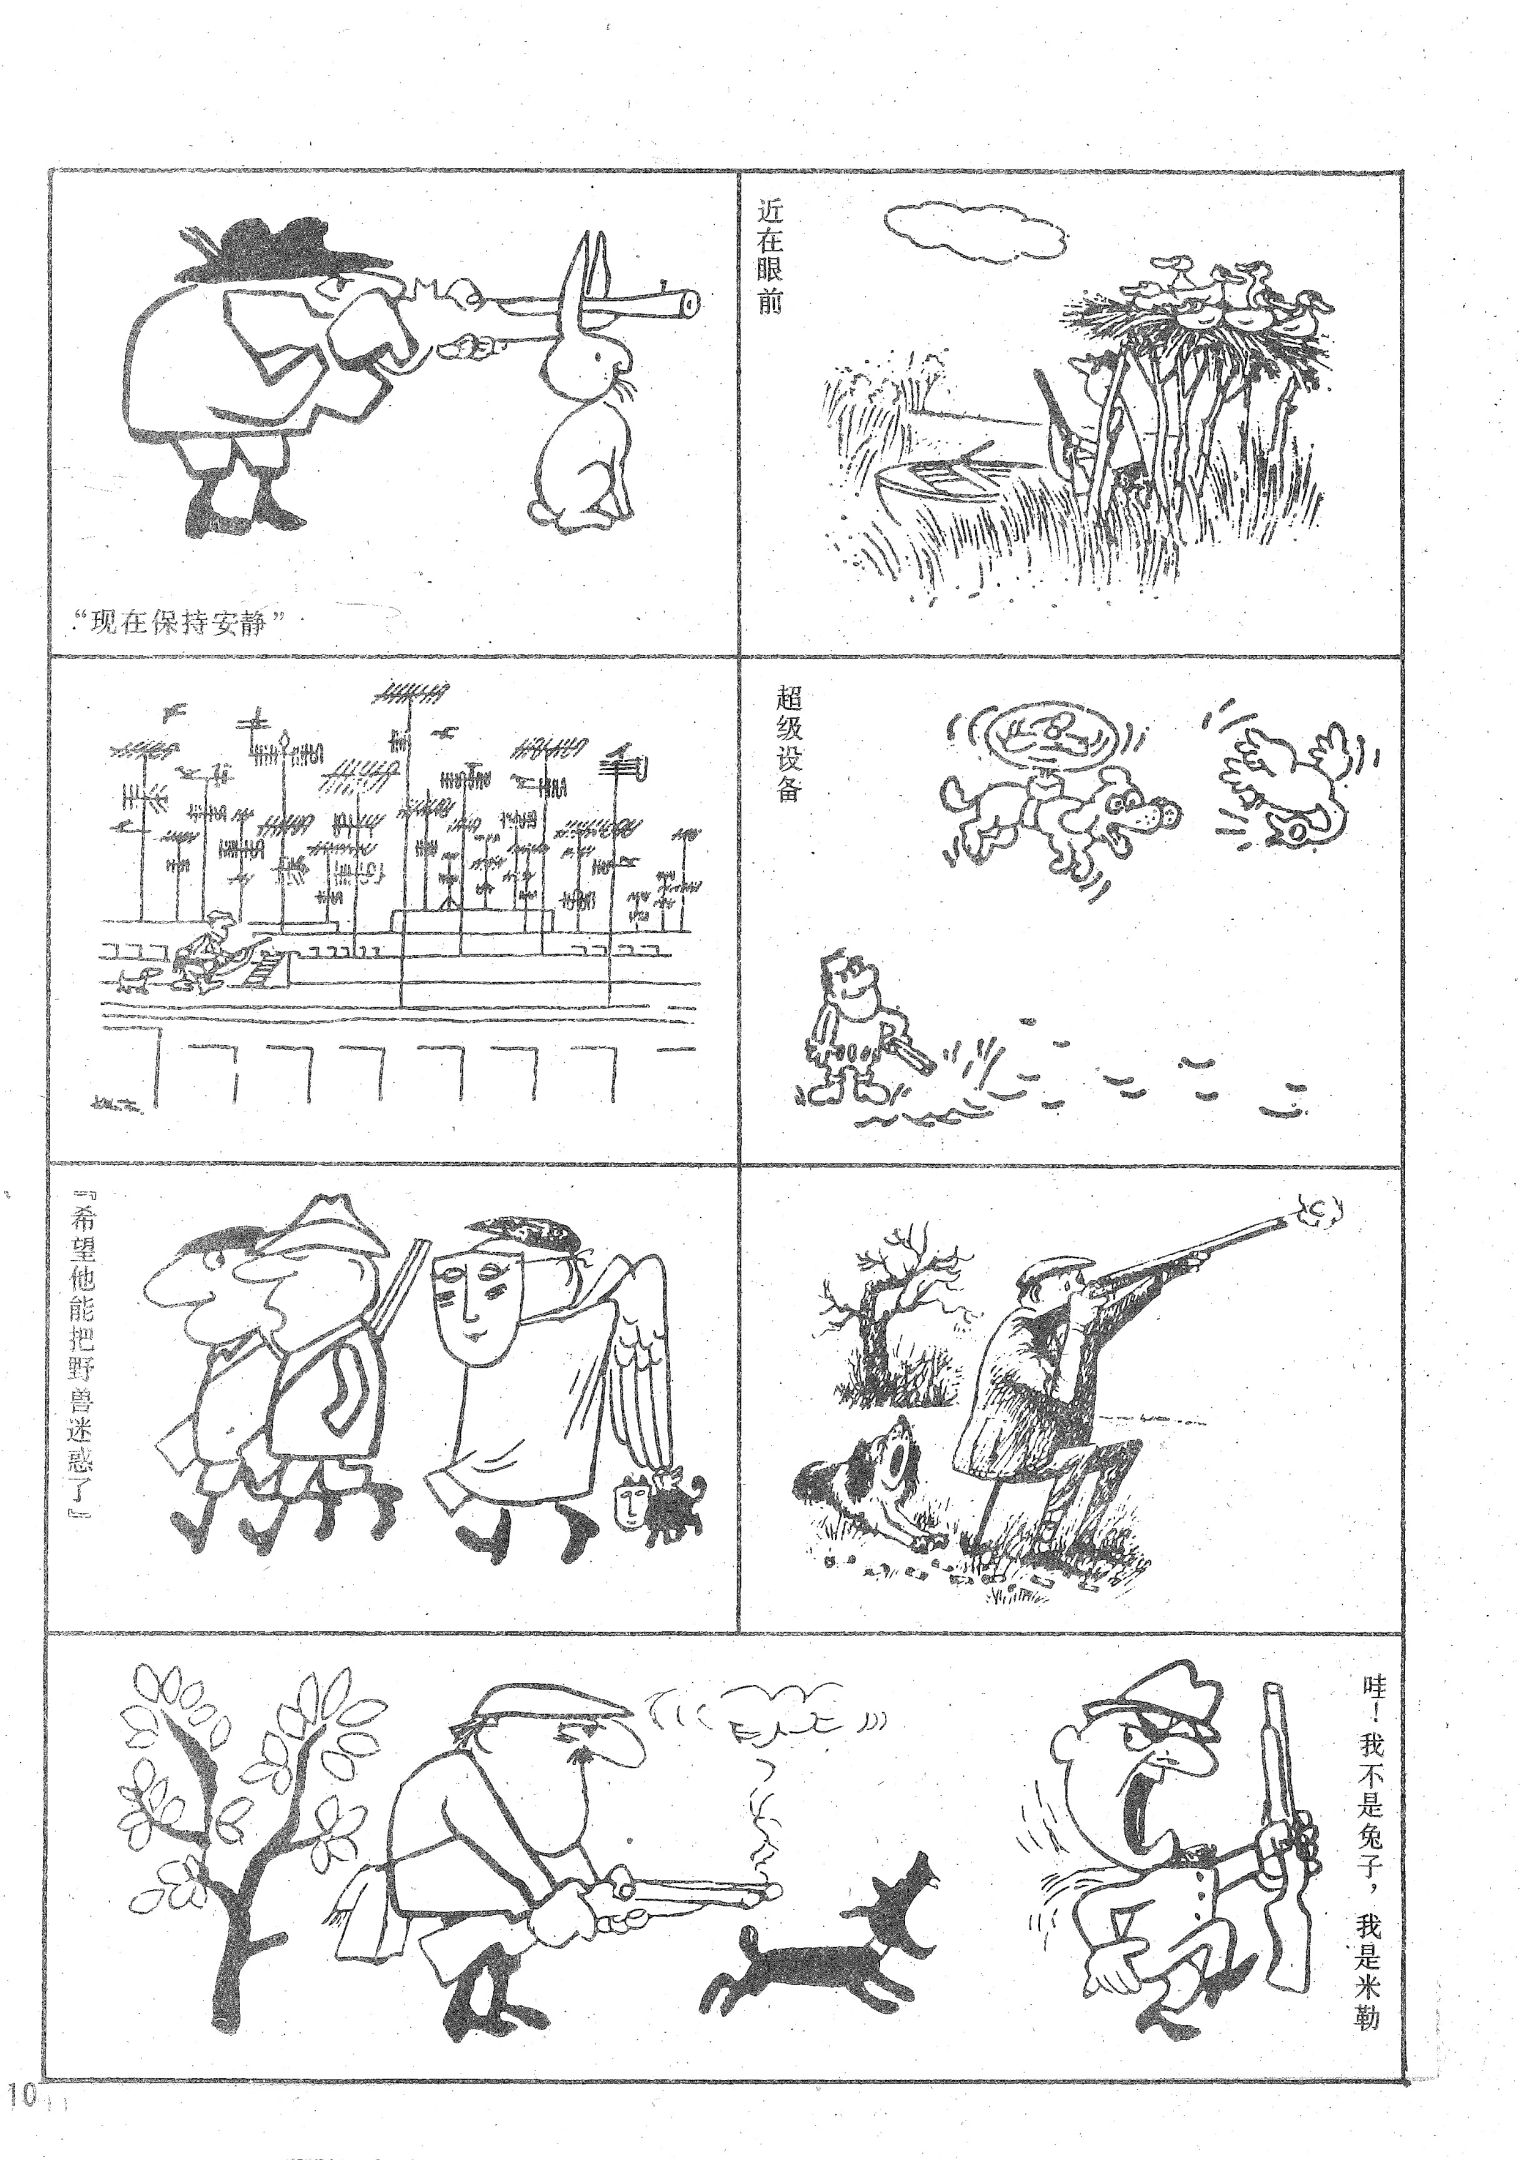 “现在保持安静”
近在眼前
超级设备
『希望他能把野兽迷惑了』
哇！我不是兔子，我是米勒
10